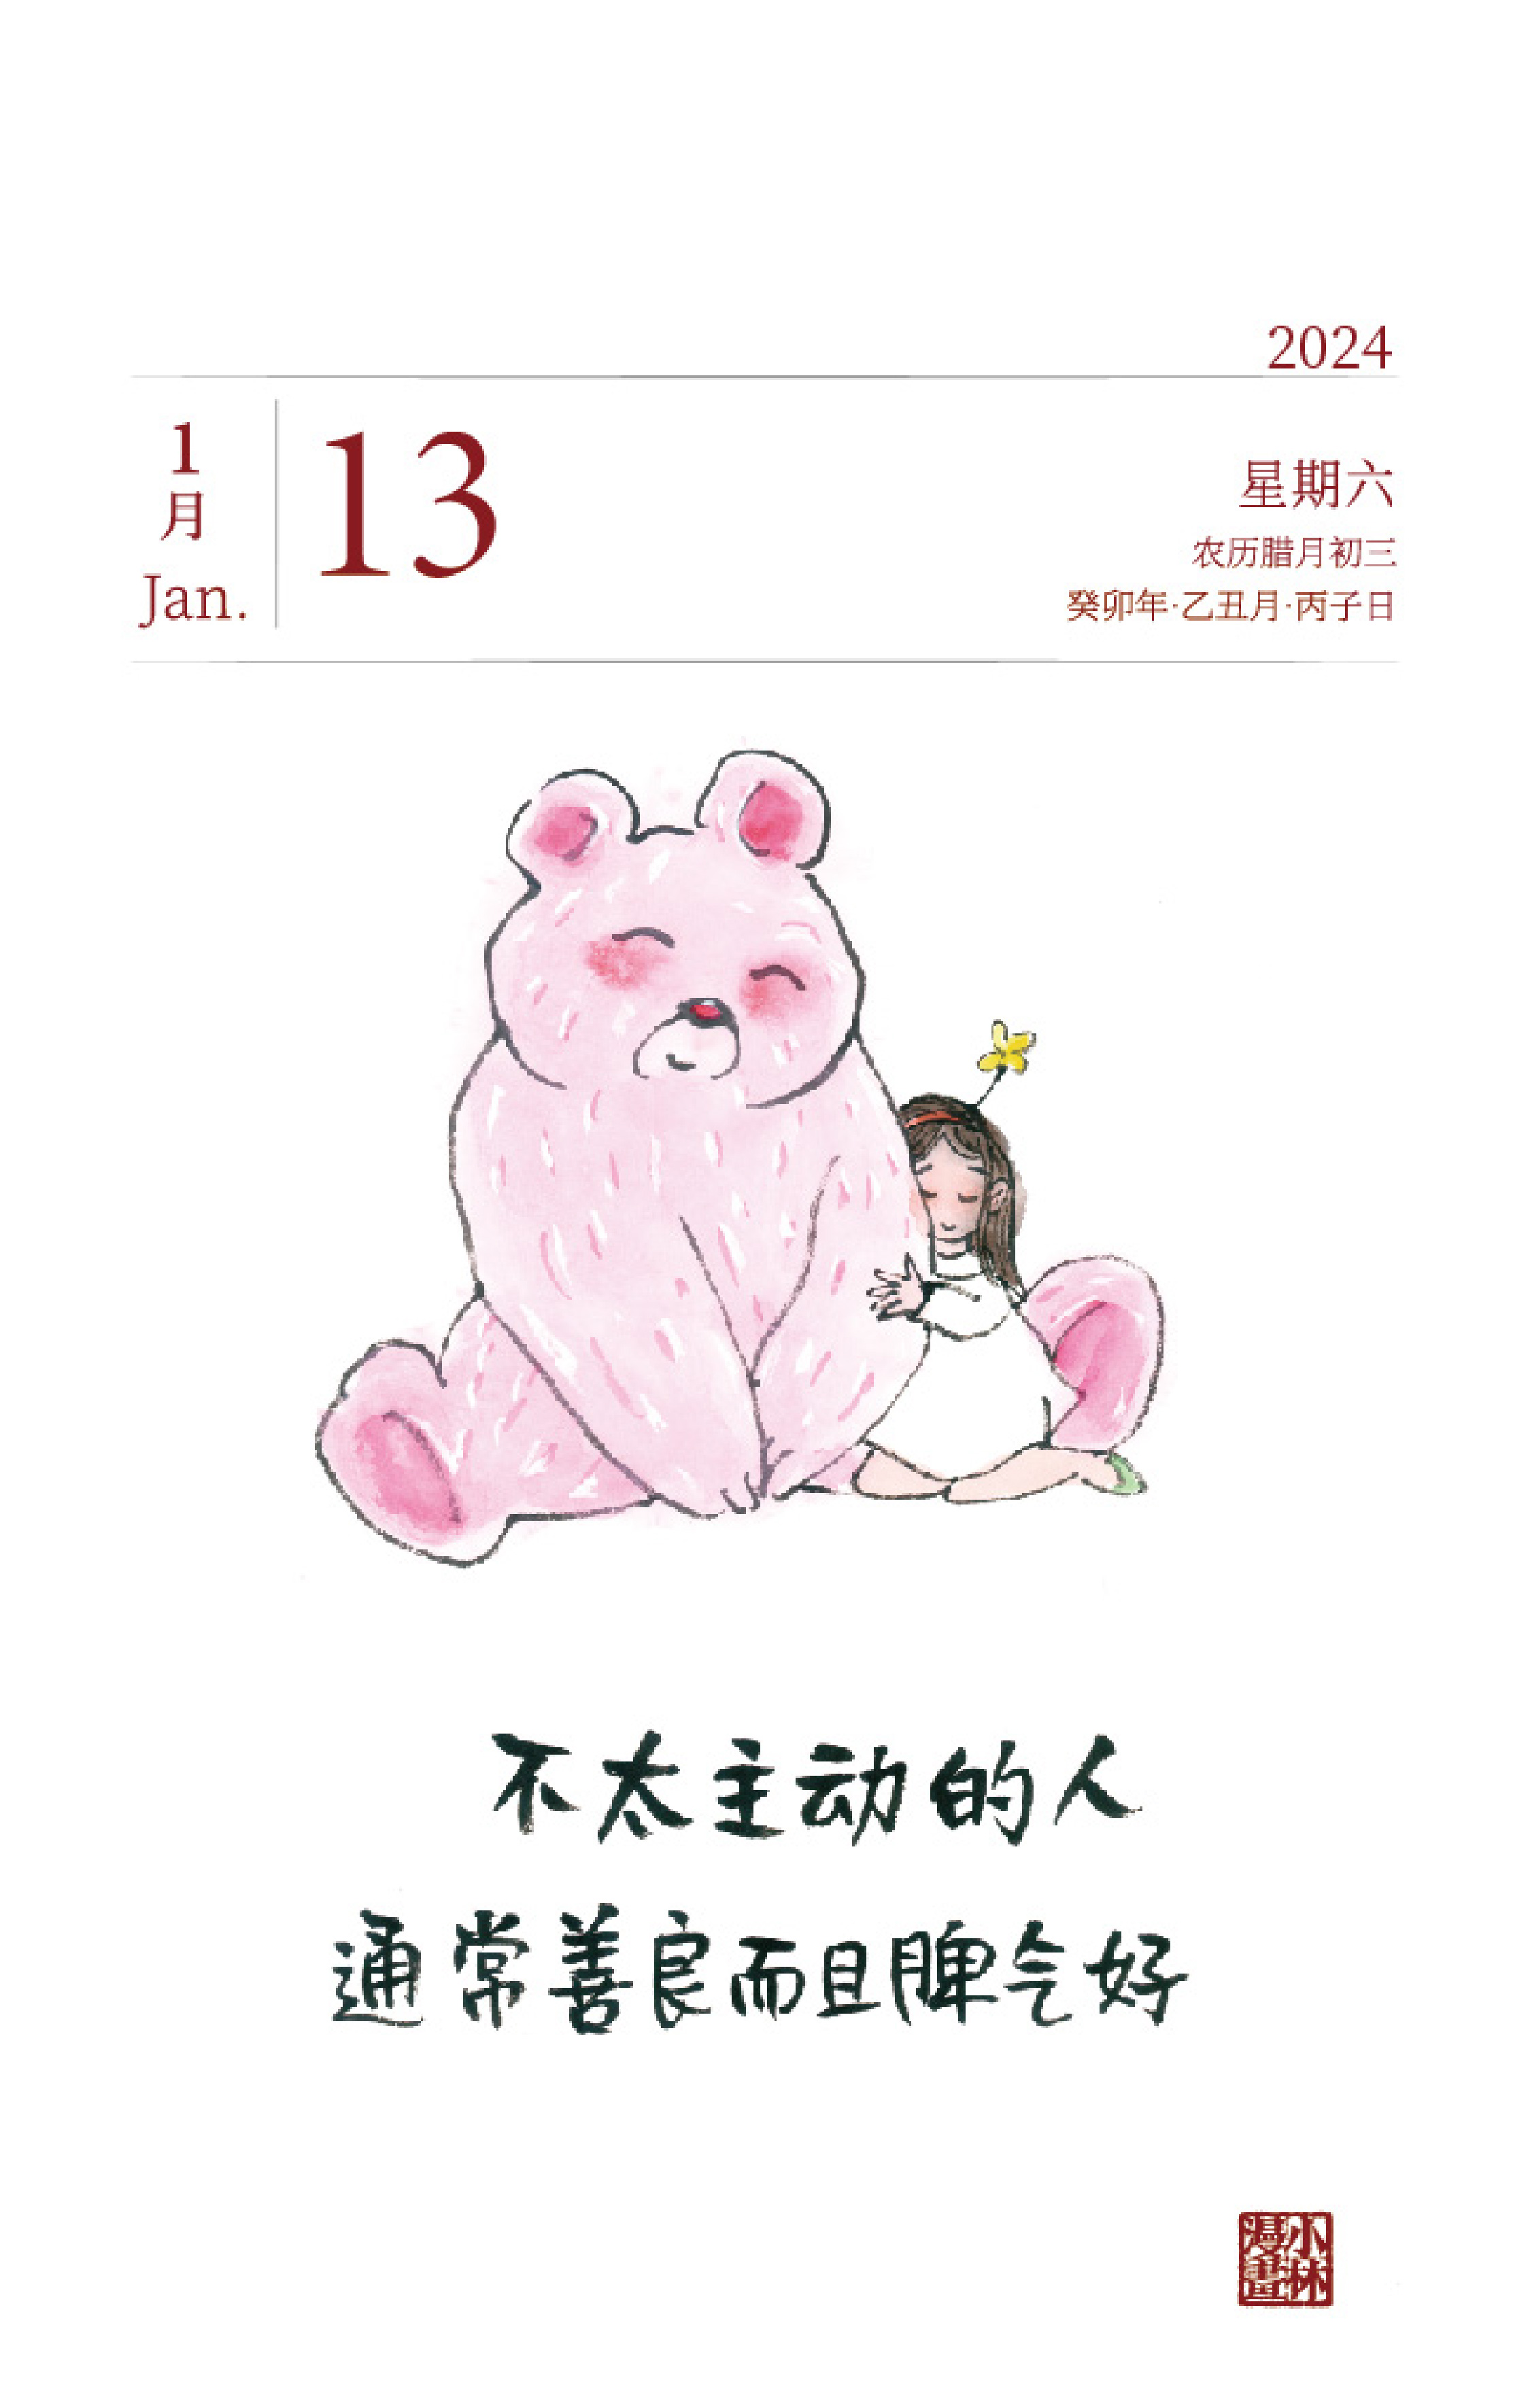 2024
1
月
Jan.
13
星期六
农历腊月初三
癸卯年·乙丑月·丙子日
不太主动的人
通常善良而且脾气好
小林
漫畫